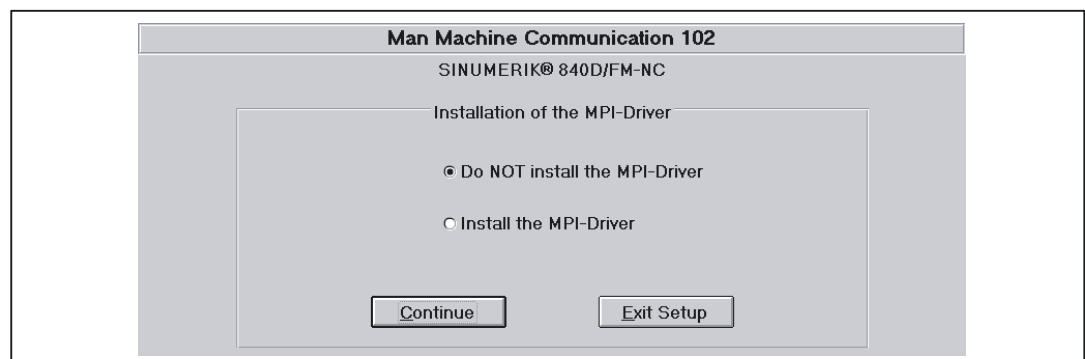 Man Machine Communication 102
SINUMERIK® 840D/FM-NC
Installation of the MPI-Driver
Do NOT install the MPI-Driver
Install the MPI-Driver
Continue Exit Setup